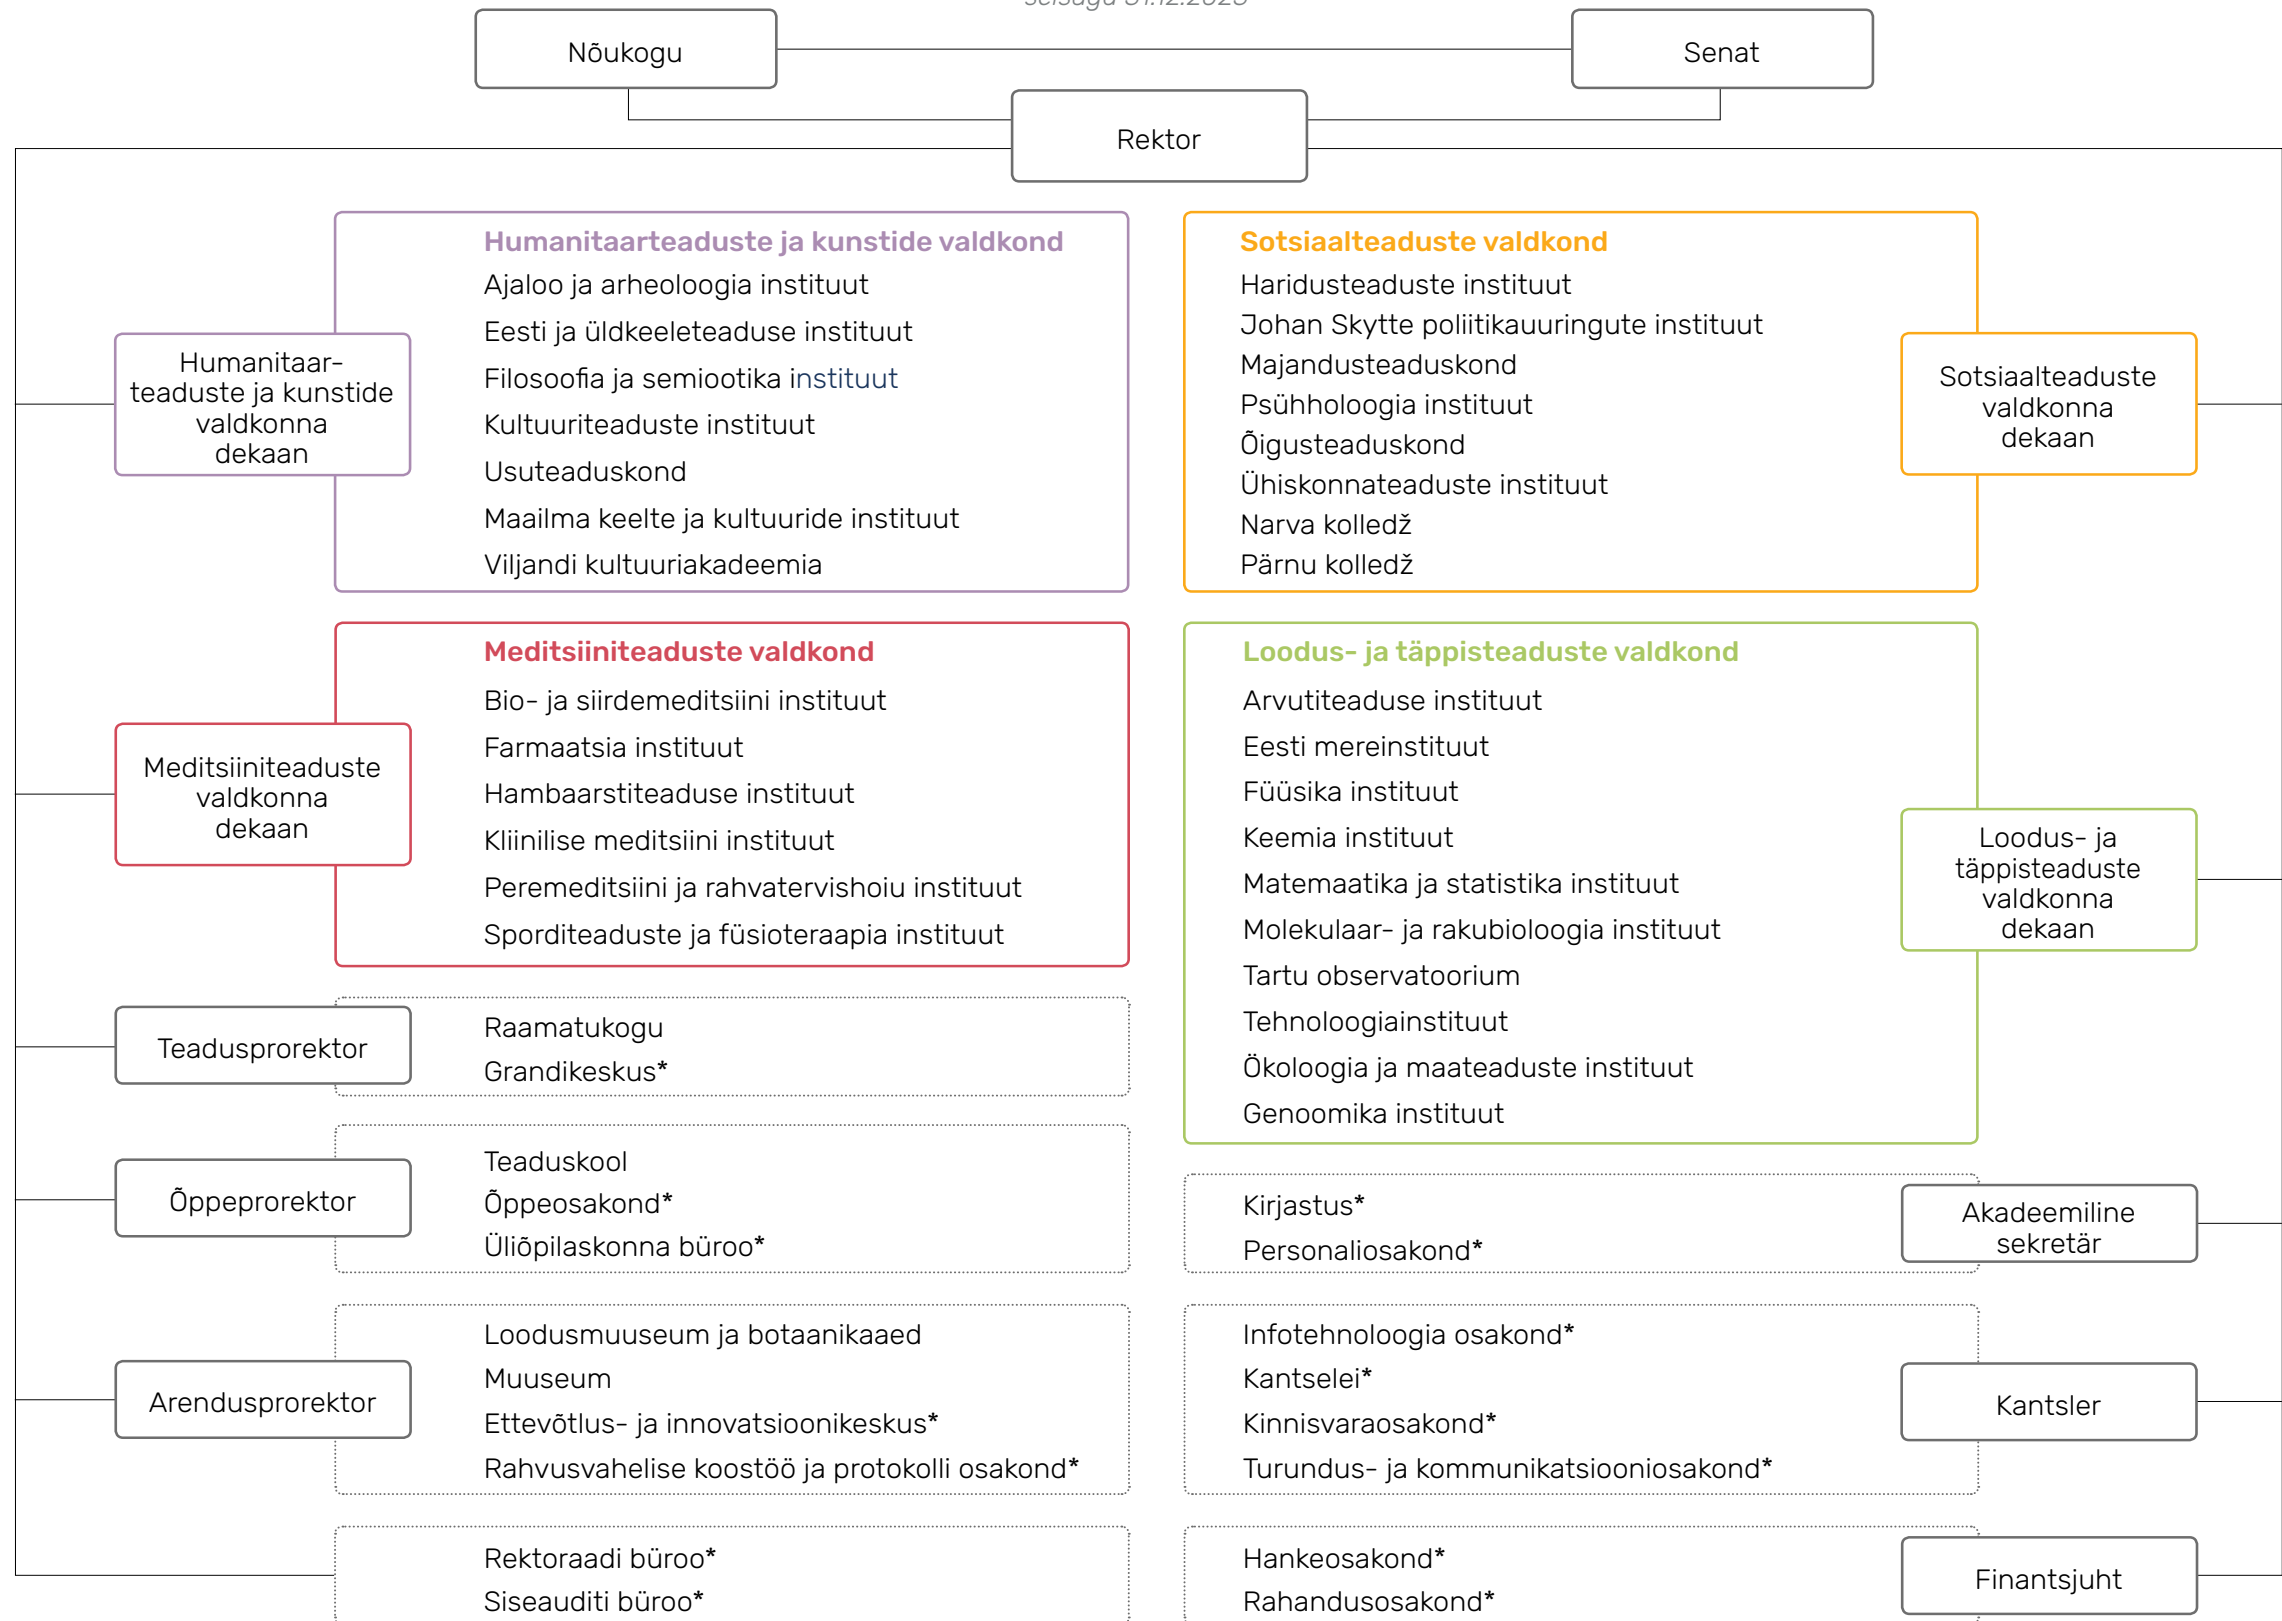 seisuga 31.12.2023
Nõukogu
Senat
Rektor
Humanitaarteaduste ja kunstide valdkond
Ajaloo ja arheoloogia instituut
Eesti ja üldkeeleteaduse instituut
Filosoofia ja semiootika instituut
Kultuuriteaduste instituut
Usuteaduskond
Maailma keelte ja kultuuride instituut
Viljandi kultuuriakadeemia
Humanitaar-
teaduste ja kunstide
valdkonna
dekaan
Sotsiaalteaduste valdkond
Haridusteaduste instituut
Johan Skytte poliitikauuringute instituut
Majandusteaduskond
Psühholoogia instituut
Õigusteaduskond
Ühiskonnateaduste instituut
Narva kolledž
Pärnu kolledž
Sotsiaalteaduste
valdkonna
dekaan
Meditsiiniteaduste valdkond
Bio- ja siirdemeditsiini instituut
Farmaatsia instituut
Hambaarstiteaduse instituut
Kliinilise meditsiini instituut
Peremeditsiini ja rahvatervishoiu instituut
Sporditeaduste ja füsioteraapia instituut
Meditsiiniteaduste
valdkonna
dekaan
Loodus- ja täppisteaduste valdkond
Arvutiteaduse instituut
Eesti mereinstituut
Füüsika instituut
Keemia instituut
Matemaatika ja statistika instituut
Molekulaar- ja rakubioloogia instituut
Tartu observatoorium
Tehnoloogiainstituut
Ökoloogia ja maateaduste instituut
Genoomika instituut
Loodus- ja
täppisteaduste
valdkonna
dekaan
Teadusprorektor
Raamatukogu
Grandikeskus*
Õppeprorektor
Teaduskool
Õppeosakond*
Üliõpilaskonna büroo*
Kirjastus*
Personaliosakond*
Akadeemiline
sekretär
Arendusprorektor
Loodusmuuseum ja botaanikaaed
Muuseum
Ettevõtlus- ja innovatsioonikeskus*
Rahvusvahelise koostöö ja protokolli osakond*
Infotehnoloogia osakond*
Kantselei*
Kinnisvaraosakond*
Turundus- ja kommunikatsiooniosakond*
Kantsler
Rektoraadi büroo*
Siseauditi büroo*
Hankeosakond*
Rahandusosakond*
Finantsjuht